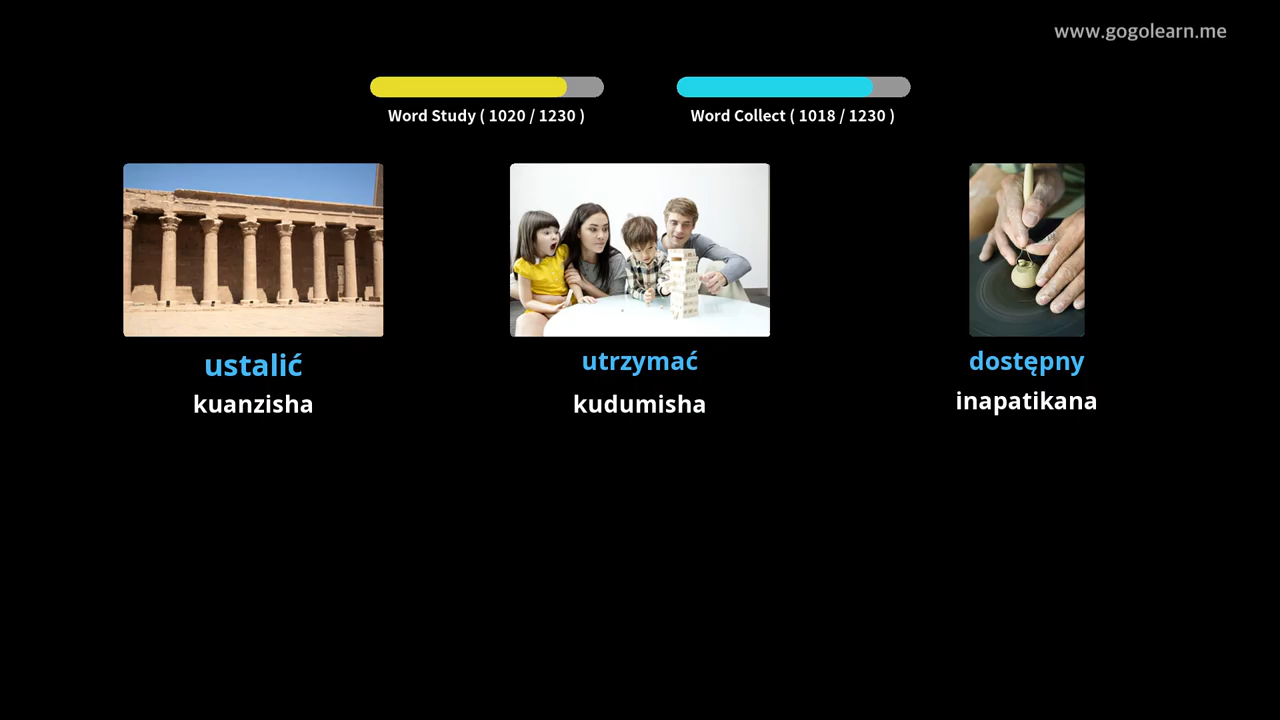 www.gogolearn.me
Word Study ( 1020 / 1230 )
Word Collect ( 1018 / 1230 )
ustalić
kuanzisha
utrzymać
kudumisha
dostępny
inapatikana